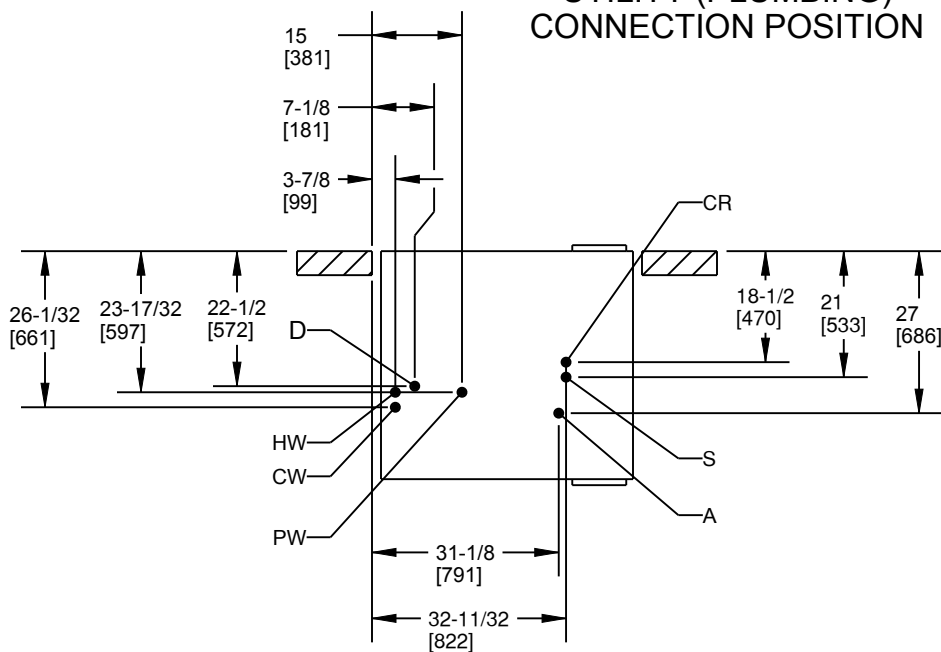 CONNECTION POSITION
15
[381]
7-1/8
[181]
3-7/8
[99]
CR
26-1/32
[661]
23-17/32
[597]
22-1/2
[572]
D
18-1/2
[470]
21
[533]
27
[686]
HW
CW
PW
S
A
31-1/8
[791]
32-11/32
[822]